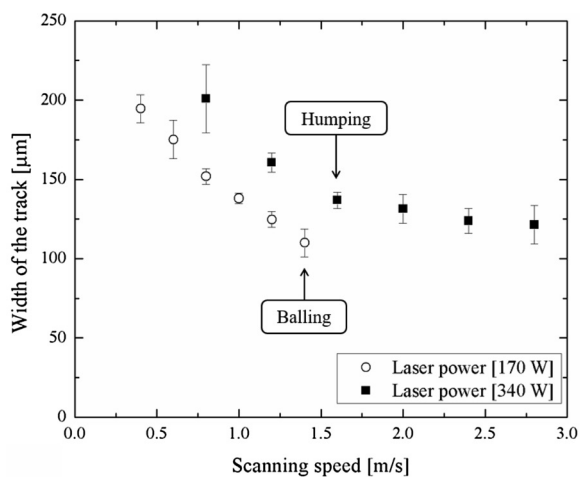 250
200
150
100
50
0
Width of the track [µm]
Humping
Balling
Laser power [170 W]
Laser power [340 W]
0.0 0.5 1.0 1.5 2.0 2.5 3.0
Scanning speed [m/s]